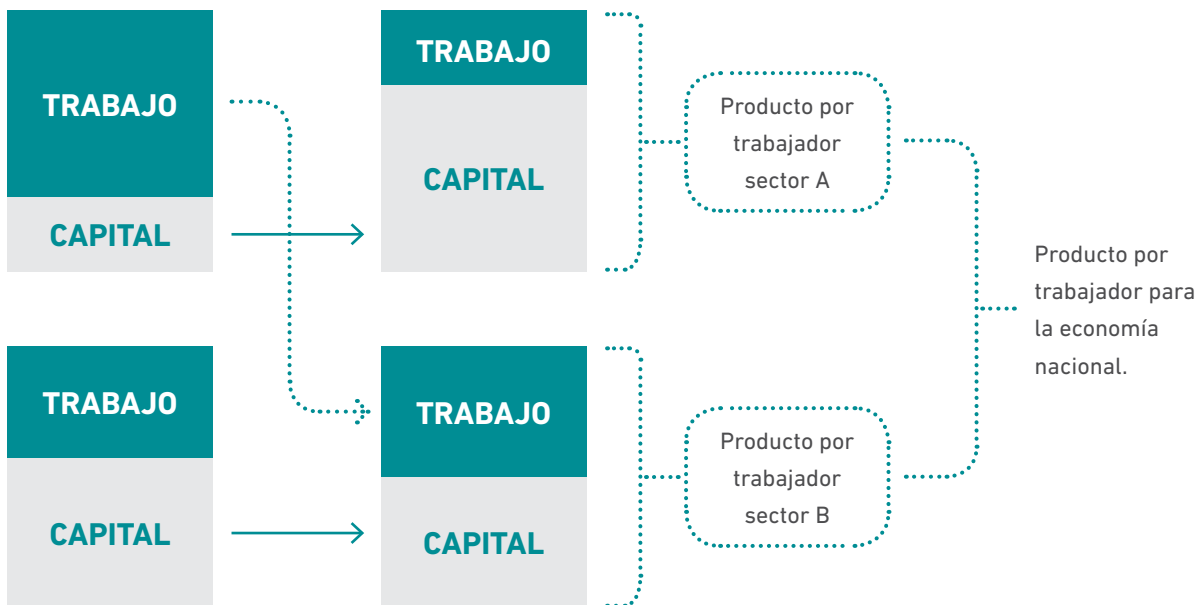 TRABAJO
CAPITAL
TRABAJO
CAPITAL
Producto por
trabajador
sector A
TRABAJO
CAPITAL
TRABAJO
CAPITAL
Producto por
trabajador
sector B
Producto por
trabajador para
la economía
nacional.